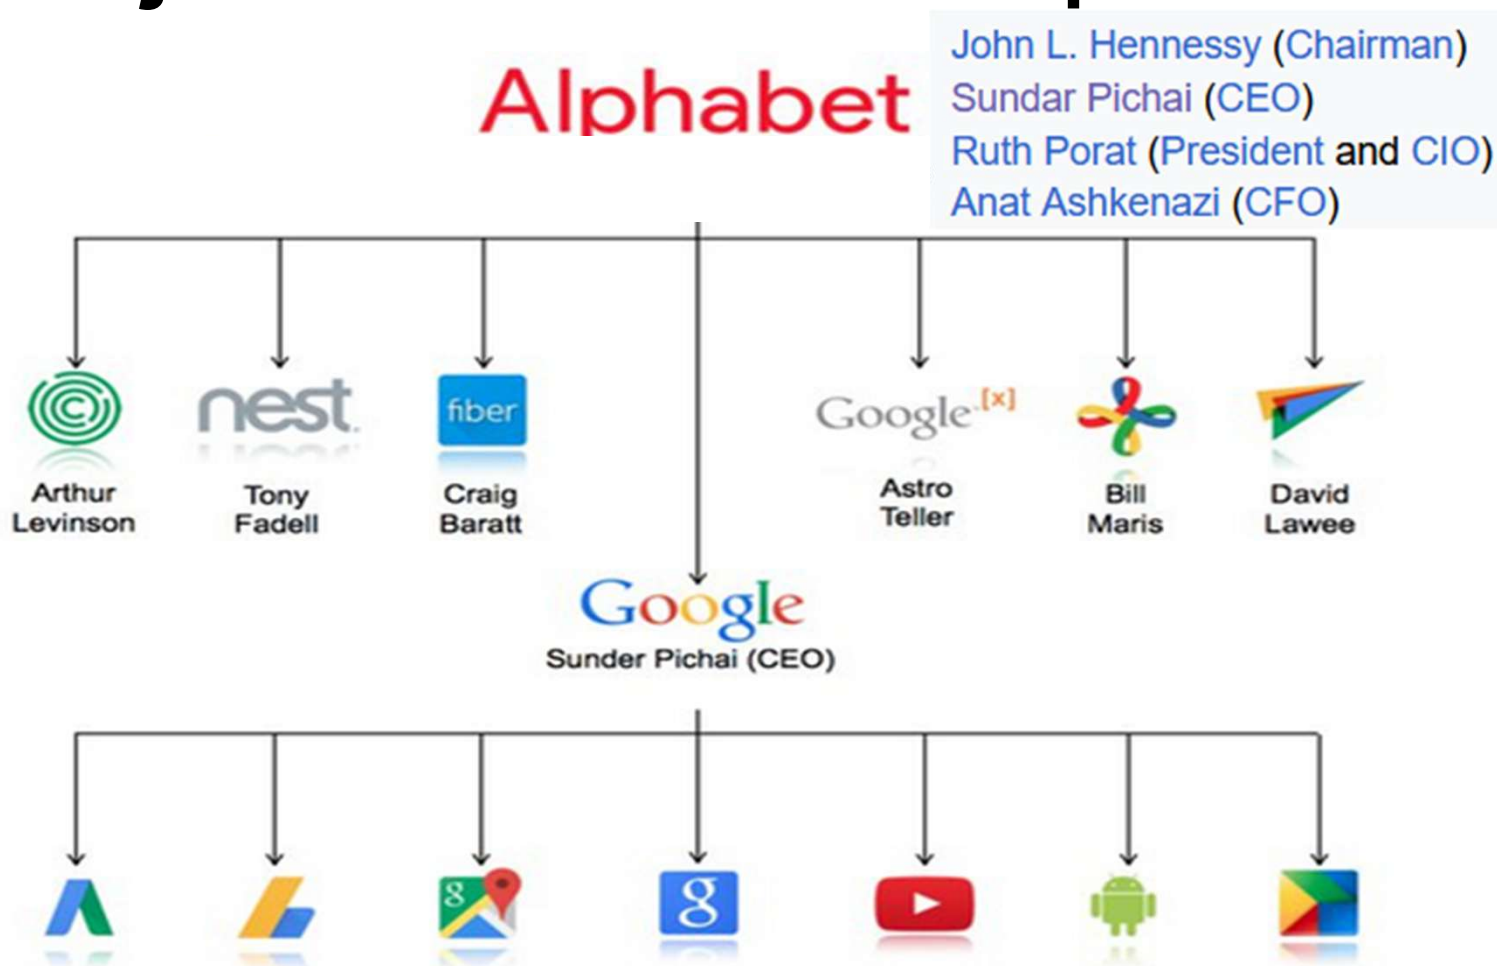 Alphabet
John L. Hennessy (Chairman)
Sundar Pichai (CEO)
Ruth Porat (President and CIO)
Anat Ashkenazi (CFO)
nest
fiber
Google [x]
Arthur
Levinson
Tony
Fadell
Craig
Baratt
Astro
Teller
Bill
Maris
David
Lawee
Google
Sunder Pichai (CEO)
8
g